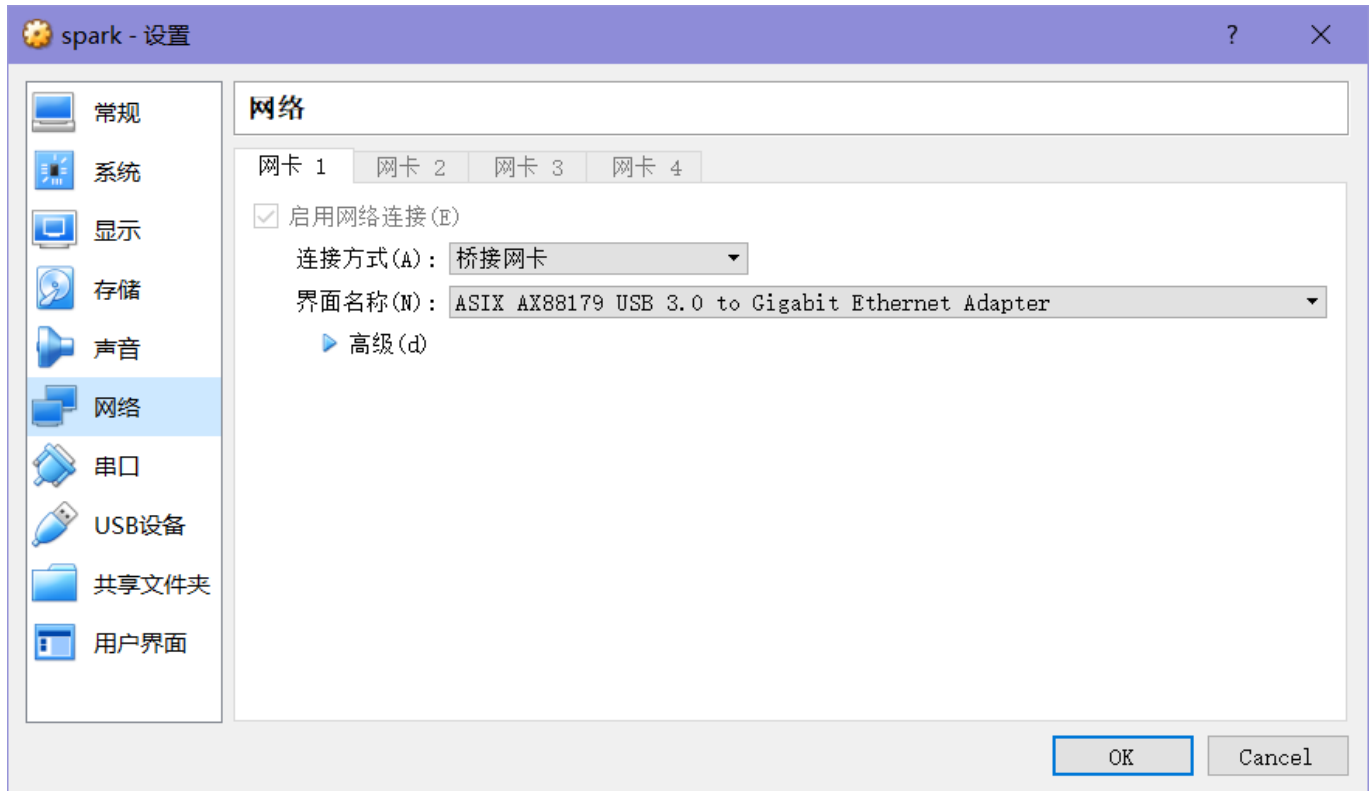 spark - 设置
?
常规
系统
显示
存储
声音
网络
串口
USB设备
共享文件夹
用户界面
网络
网卡 1 网卡 2 网卡 3 网卡 4
启用网络连接(E)
连接方式(A): 桥接网卡
界面名称(N): ASIX AX88179 USB 3.0 to Gigabit Ethernet Adapter
高级(d)
OK Cancel